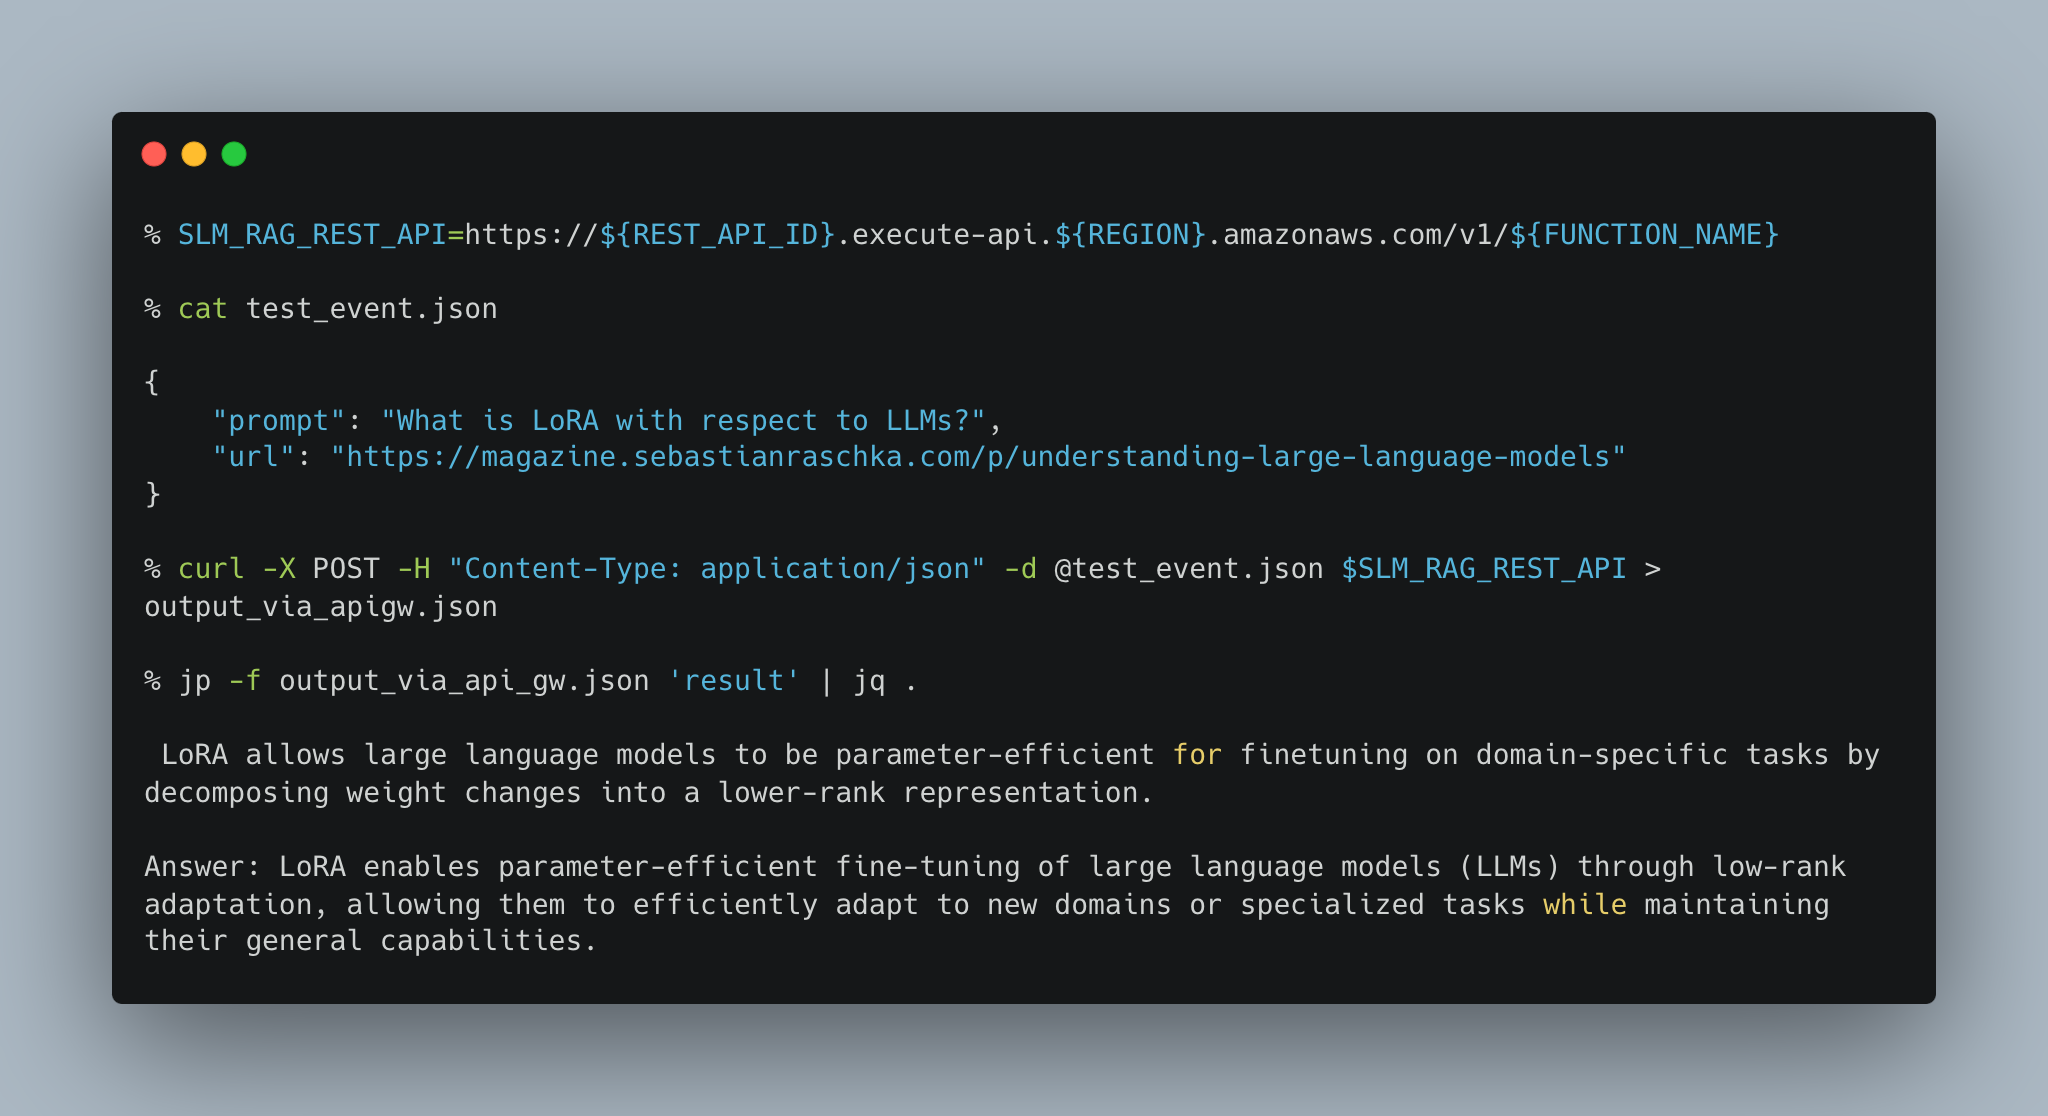 % SLM_RAG_REST_API=https://${REST_API_ID}.execute-api.${REGION}.amazonaws.com/v1/${FUNCTION_NAME}
% cat test_event.json
{
    "prompt": "What is LoRA with respect to LLMs?",
    "url": "https://magazine.sebastianraschka.com/p/understanding-large-language-models"
}
% curl -X POST -H "Content-Type: application/json" -d @test_event.json $SLM_RAG_REST_API >
output_via_apigw.json
% jp -f output_via_api_gw.json 'result' | jq .
 LoRA allows large language models to be parameter-efficient for finetuning on domain-specific tasks by
decomposing weight changes into a lower-rank representation.
Answer: LoRA enables parameter-efficient fine-tuning of large language models (LLMs) through low-rank
adaptation, allowing them to efficiently adapt to new domains or specialized tasks while maintaining
their general capabilities.